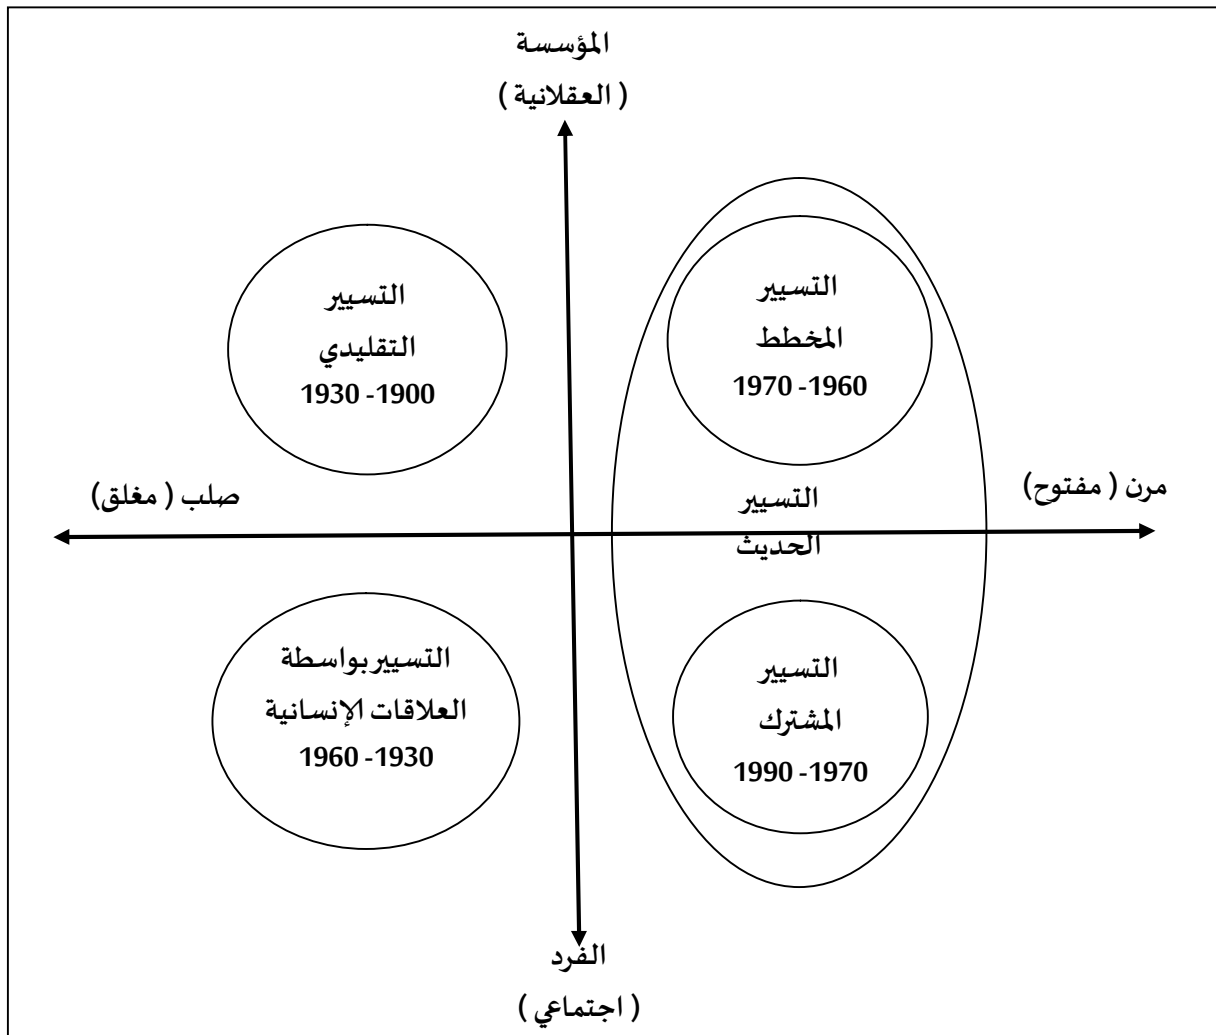 المؤسسة
( العقلانية )
التسيير
المخطط
1970 -1960
التسيير
التقليدي
1930 -1900
مرن ( مفتوح)
التسيير
الحديث
صلب ( مغلق)
التسيير
المشترك
1990 -1970
التسيير بواسطة
العلاقات الإنسانية
1960 -1930
الفرد
( اجتماعي )